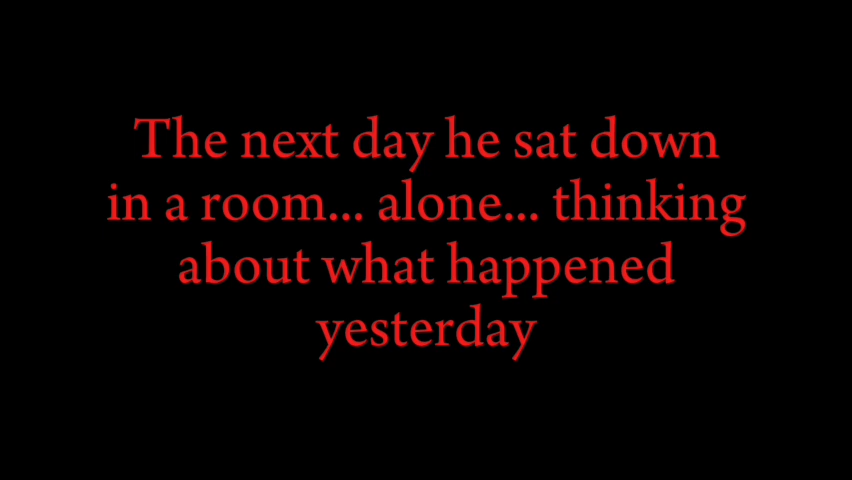 The next day he sat down
in a room... alone... thinking
about what happened
yesterday